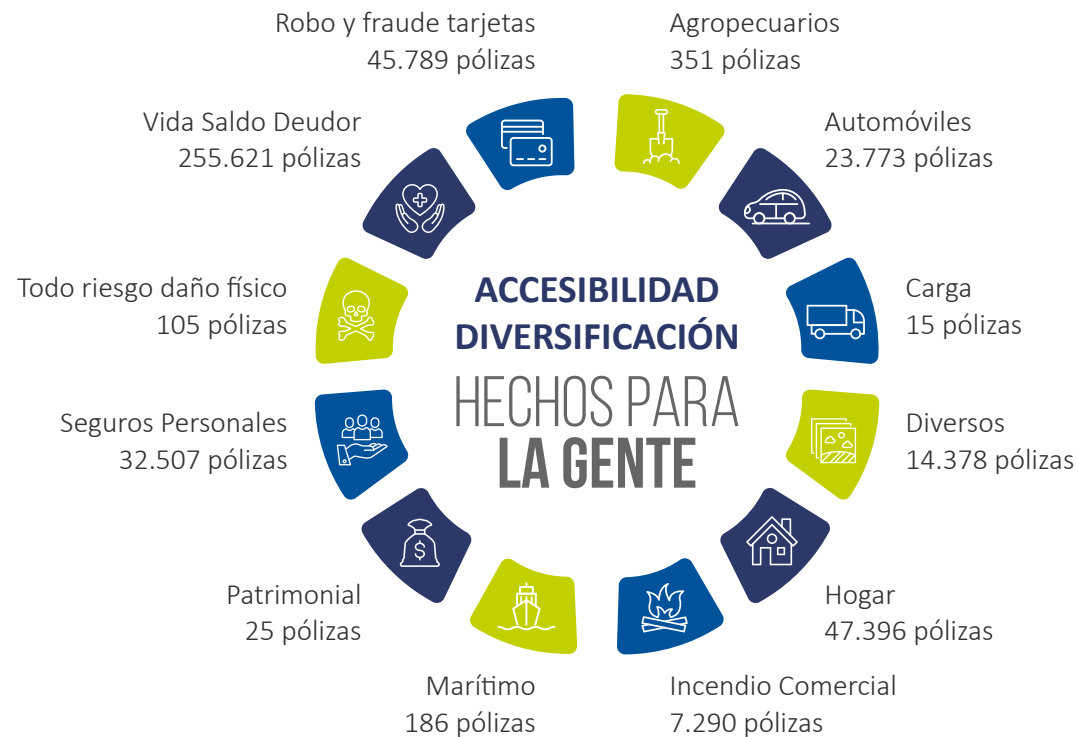 Robo y fraude tarjetas
45.789 pólizas
Agropecuarios
351 pólizas
Vida Saldo Deudor
255.621 pólizas
Automóviles
23.773 pólizas
Todo riesgo daño físico
105 pólizas
ACCESIBILIDAD
DIVERSIFICACIÓN
HECHOS PARA
LA GENTE
Carga
15 pólizas
Seguros Personales
32.507 pólizas
Diversos
14.378 pólizas
$
Patrimonial
25 pólizas
Hogar
47.396 pólizas
Marítimo
186 pólizas
Incendio Comercial
7.290 pólizas